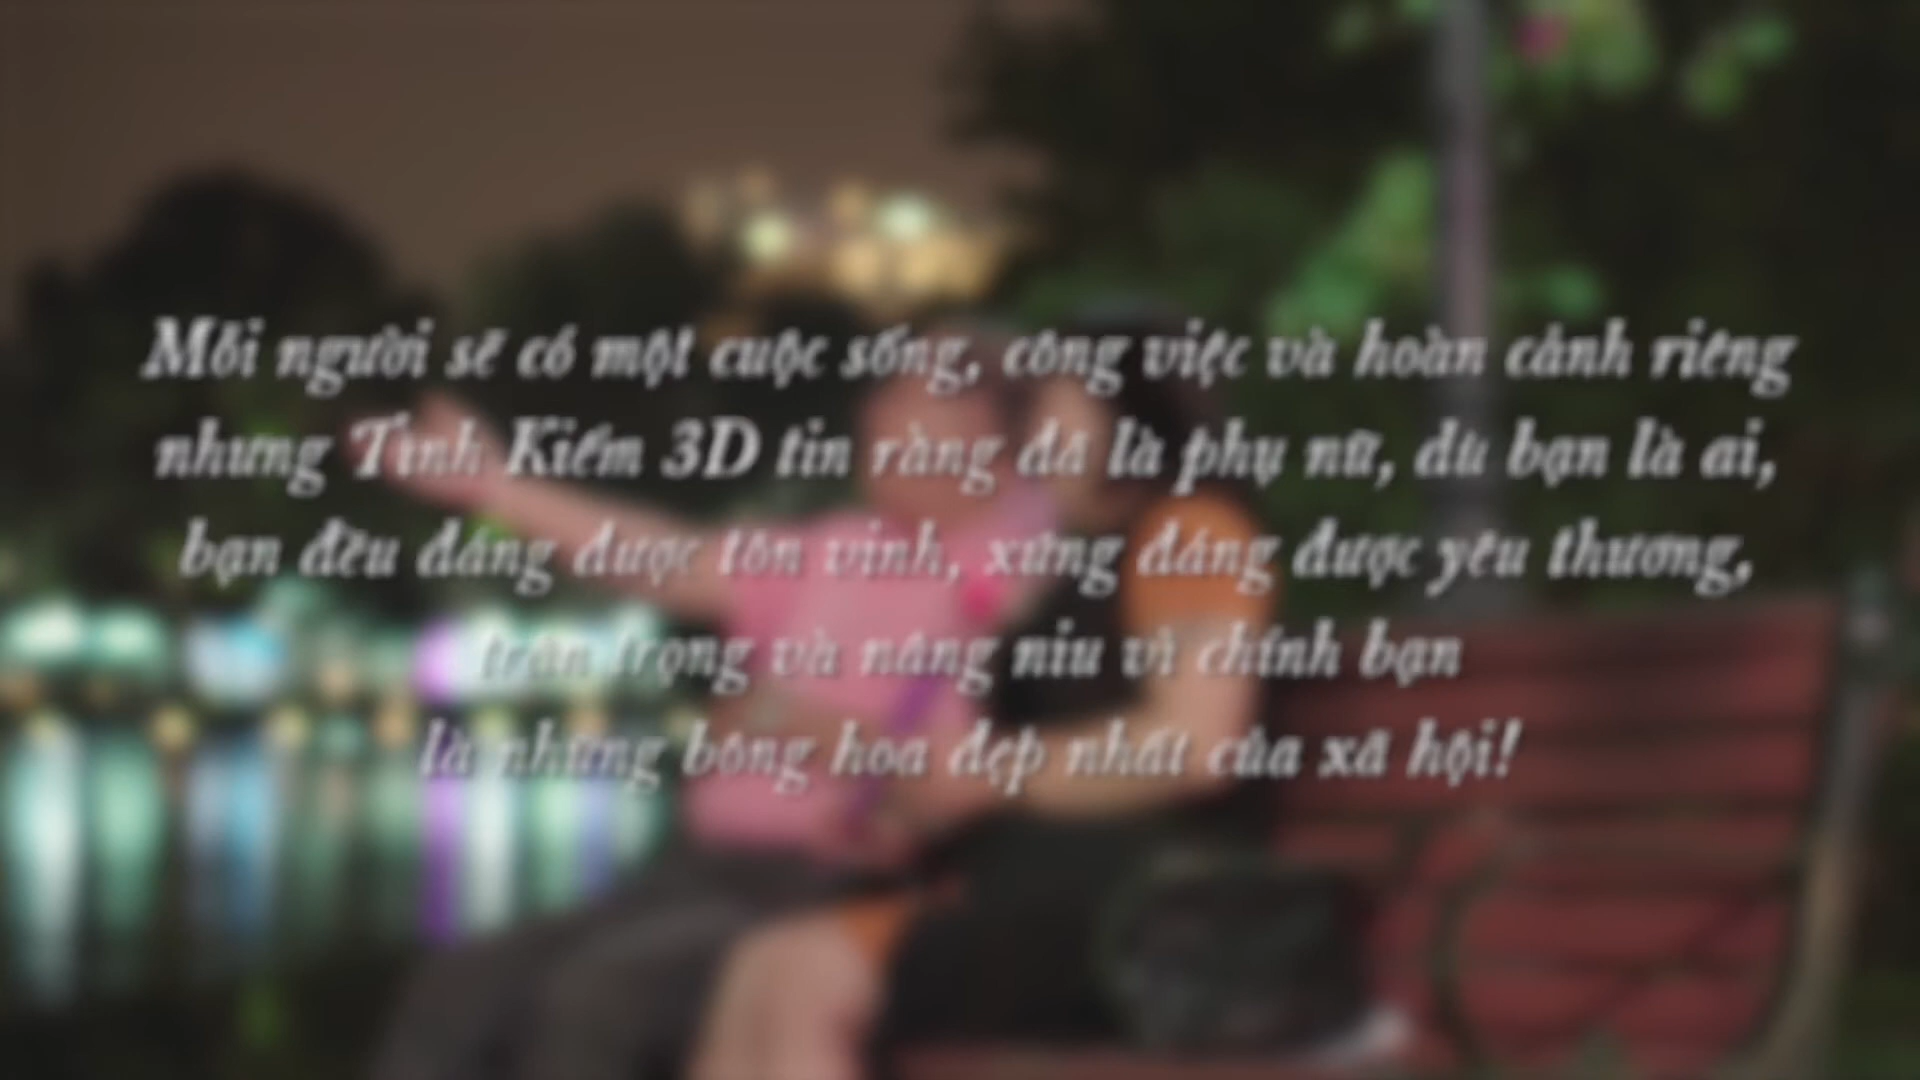 Mỗi người sẽ có một cuộc sống, công việc và hoàn cảnh riêng
nhưng Tình Kiếm 3D tin rằng đã là phụ nữ, dù bạn là ai,
bạn đều đáng được tôn vinh, xứng đáng được yêu thương,
trân trọng và nâng niu vì chính bạn
là những bông hoa đẹp nhất của xã hội!